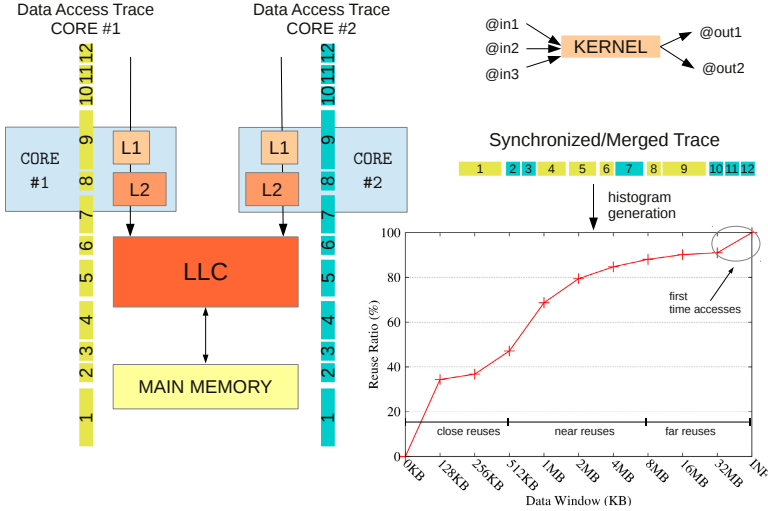 Data Access Trace
CORE #1
Data Access Trace
CORE #2
12
11
10
9
8
7
6
5
4
3
2
1
12
11
10
9
8
7
6
5
4
3
2
1
CORE
#1
L1
L2
L1
L2
CORE
#2
LLC
MAIN MEMORY
@in1
@in2
@in3
KERNEL
@out1
@out2
Synchronized/Merged Trace
1 2 3 4 5 6 7 8 9 10 11 12
histogram
generation
100
80
60
40
20
0
Reuse Ratio (%)
first
time accesses
close reuses
near reuses
far reuses
0KB
128KB
256KB
512KB
1MB
2MB
4MB
8MB
16MB
32MB
INF
Data Window (KB)